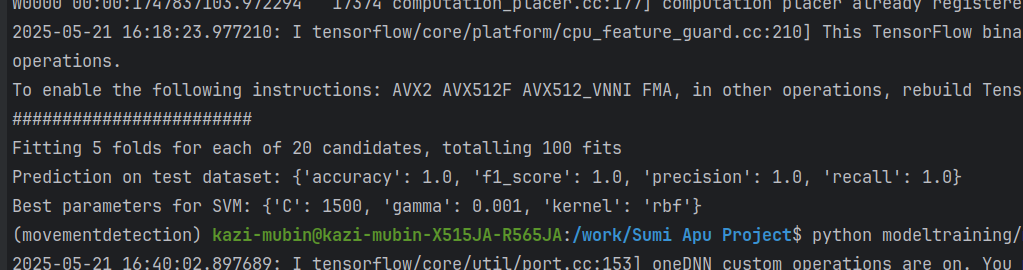 W0000 00:00:1747837103.972294 17374 computation_placer.cc:177] computation placer already registere
2025-05-21 16:18:23.977210: I tensorflow/core/platform/cpu_feature_guard.cc:210] This TensorFlow bina
operations.
To enable the following instructions: AVX2 AVX512F AVX512_VNNI FMA, in other operations, rebuild Tens
########################
Fitting 5 folds for each of 20 candidates, totalling 100 fits
Prediction on test dataset: {'accuracy': 1.0, 'f1_score': 1.0, 'precision': 1.0, 'recall': 1.0}
Best parameters for SVM: {'C': 1500, 'gamma': 0.001, 'kernel': 'rbf'}
(movementdetection) kazi-mubin@kazi-mubin-X515JA-R565JA:/work/Sumi Apu Project$ python modeltraining/
2025-05-21 16:40:02.897689: I tensorflow/core/util/port.cc:153] oneDNN custom operations are on. You